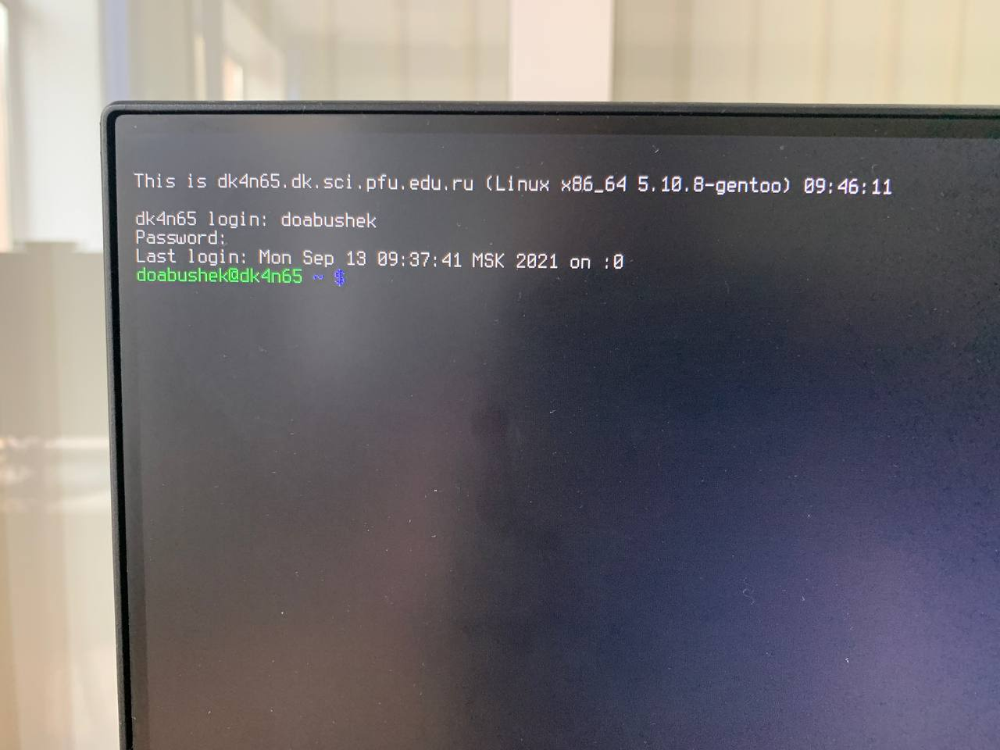 This is dk4n65.dk.sci.pfu.edu.ru (Linux x86_64 5.10.8-gentoo) 09:46:11
dk4n65 login: doabushek
Password:
Last login: Mon Sep 13 09:37:41 MSK 2021 on :0
doabushek@dk4n65 ~ $